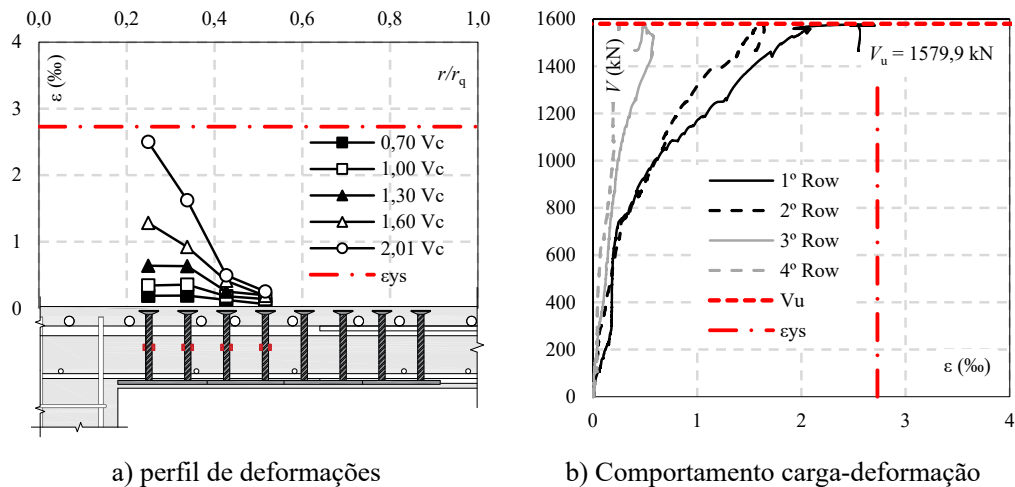 0,0 0,2 0,4 0,6 0,8 1,0
4
3
2
1
0
ε (‰)
r/rq
0,70 Vc
1,00 Vc
1,30 Vc
1,60 Vc
2,01 Vc
εys
a) perfil de deformações
1600
1400
1200
1000
800
600
400
200
0
V (kN)
Vu = 1579,9 kN
1º Row
2º Row
3º Row
4º Row
Vu
εys
ε (‰)
0 1 2 3 4
b) Comportamento carga-deformação